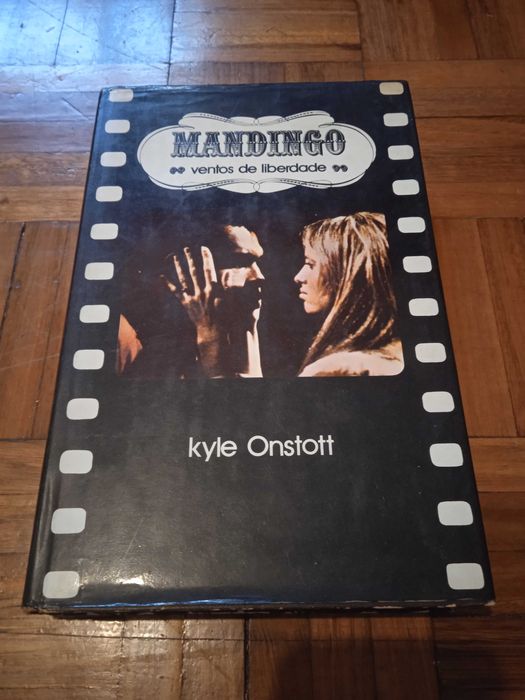 MANDINGO
ventos de liberdade
kyle Onstott